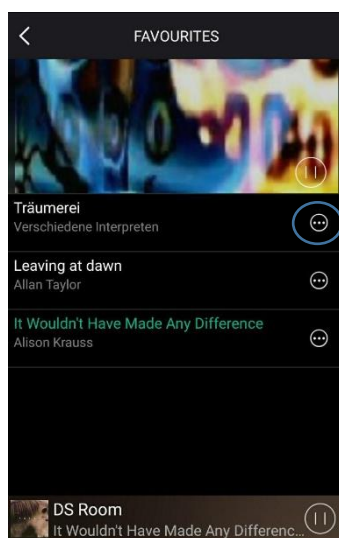 FAVOURITES
Träumerei
Verschiedene Interpreten
Leaving at dawn
Allan Taylor
It Wouldn't Have Made Any Difference
Alison Krauss
DS Room
It Wouldn't Have Made Any Differenc...